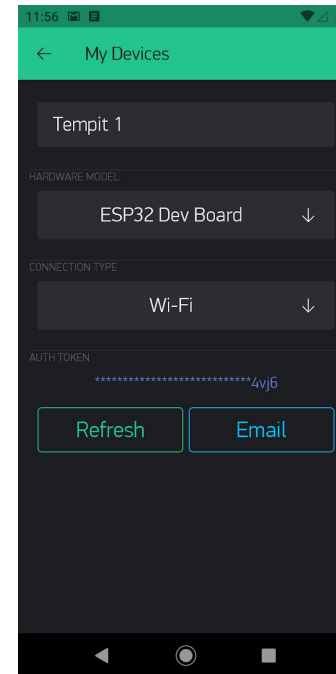 11:56
My Devices
Tempit 1
HARDWARE MODEL
ESP32 Dev Board
CONNECTION TYPE
Wi-Fi
AUTH TOKEN
****************************4vj6
Refresh Email